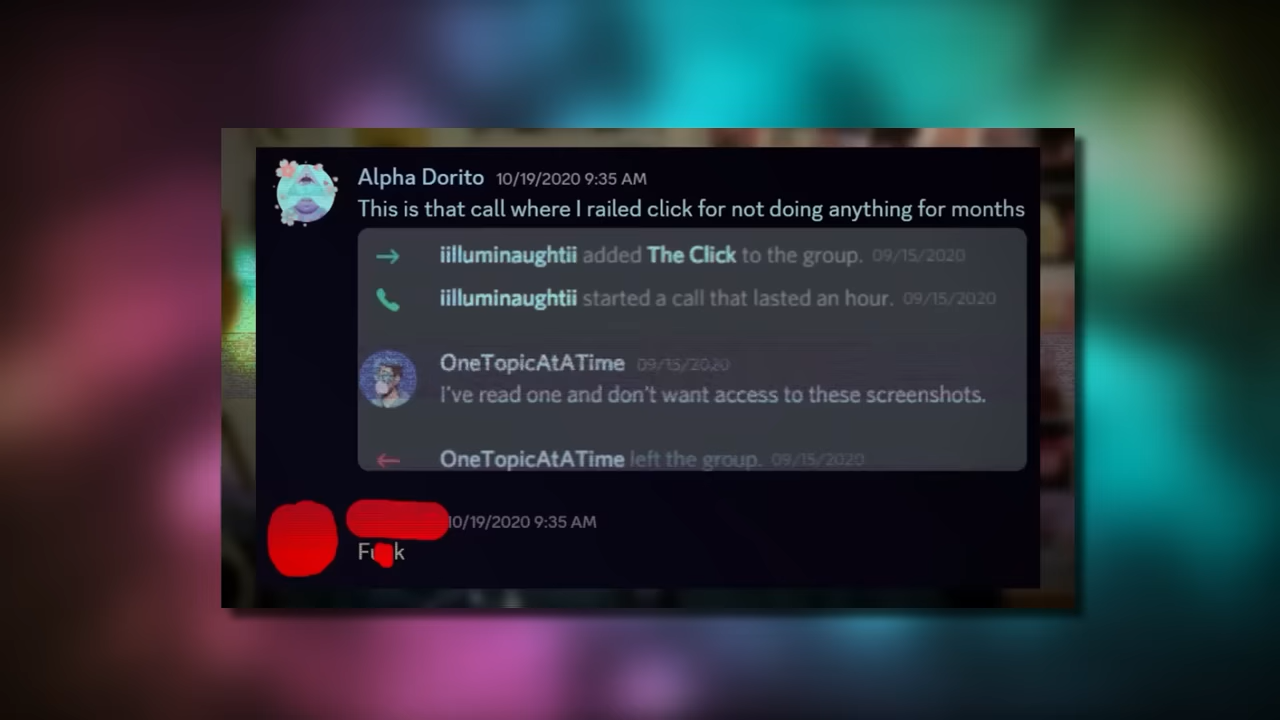 Alpha Dorito 10/19/2020 9:35 AM
This is that call where I railed click for not doing anything for months
iilluminaughtii added The Click to the group. 09/15/2020
iilluminaughtii started a call that lasted an hour. 09/15/2020
OneTopicAtATime 09/15/2020
I've read one and don't want access to these screenshots.
OneTopicAtATime left the group. 09/15/2020
10/19/2020 9:35 AM
Fu k